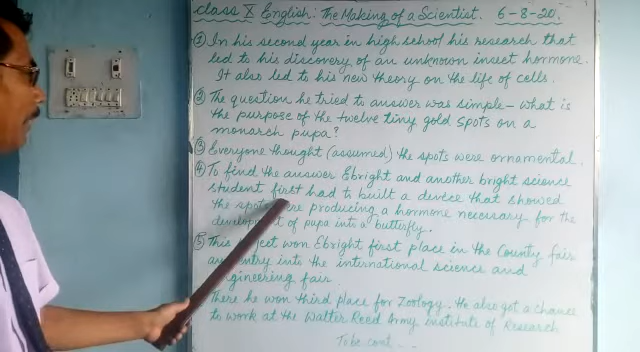 class X English: The Making of a Scientist. 6-8-20.
① In his second year in high school his research that
led to his discovery of an unknown insect hormone.
It also led to his new theory on the life of cells.
② The question he tried to answer was simple- what is
the purpose of the twelve tiny gold spots on a
monarch pupa?
③ Everyone thought (assumed) the spots were ornamental.
④ To find the answer Ebright and another bright science
student first had to built a device that showed
the spots were producing a hormone necessary for the
of pupa into a butterfly.
⑤ This won Ebright first place in the County fair
entry into the international science and
ngineering fair.
There he won third place for Zoology. He also got a chance
to work at the Walter Reed Army institute of Research
To be cont...